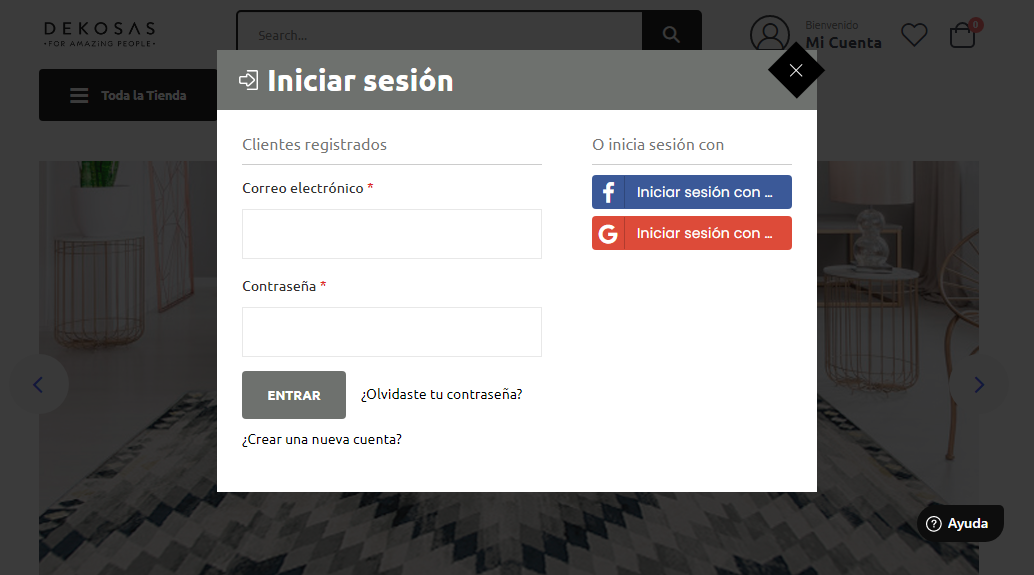 DEKOSAS
•FOR AMAZING PEOPLE•
Search...
Bienvenido
Mi Cuenta
0
Toda la Tienda
Iniciar sesión
Clientes registrados
Correo electrónico *
Contraseña *
ENTRAR
¿Olvidaste tu contraseña?
¿Crear una nueva cuenta?
O inicia sesión con
Iniciar sesión con ...
Iniciar sesión con ...
Ayuda